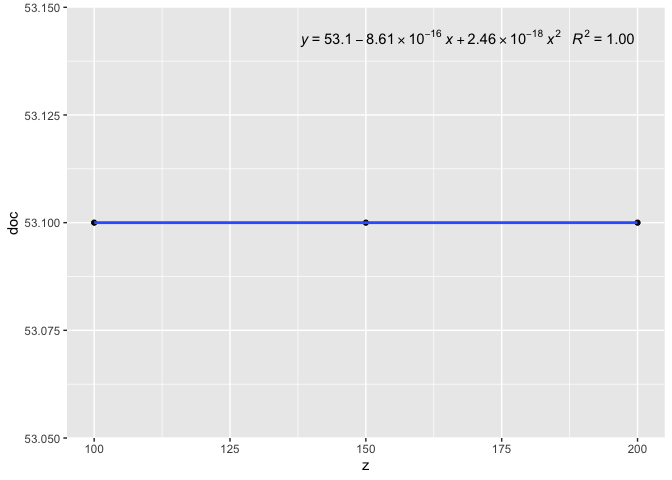 y = 53.1 − 8.61 × 10⁻¹⁶ x + 2.46 × 10⁻¹⁸ x² R² = 1.00
53.150
53.125
53.100
53.075
53.050
doc
100 125 150 175 200
z